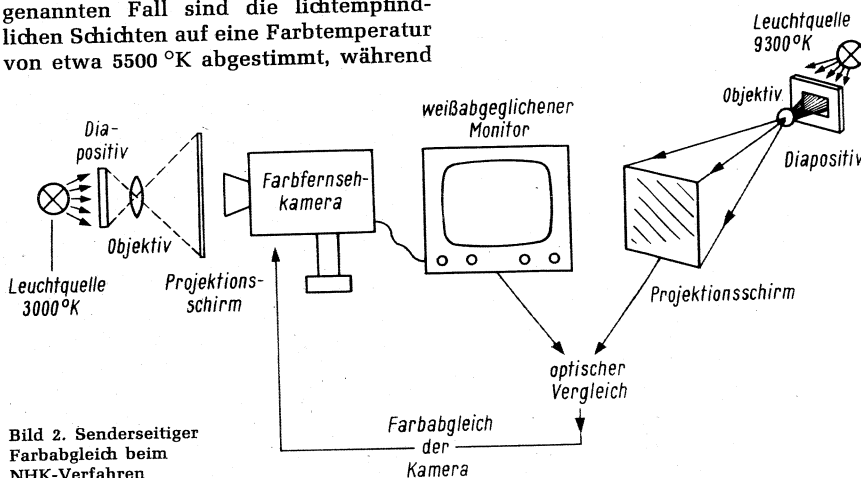 genannten Fall sind die lichtempfind-
lichen Schichten auf eine Farbtemperatur
von etwa 5500 °K abgestimmt, während
Leuchtquelle
9300°K
Objektiv
Diapositiv
weißabgeglichener
Monitor
Dia-
positiv
Farbfernseh-
kamera
Objektiv
Leuchtquelle
3000°K
Projektions-
schirm
Projektionsschirm
optischer
Vergleich
Farbabgleich
der
Kamera
Bild 2. Senderseitiger
Farbabgleich beim
NHK-Verfahren